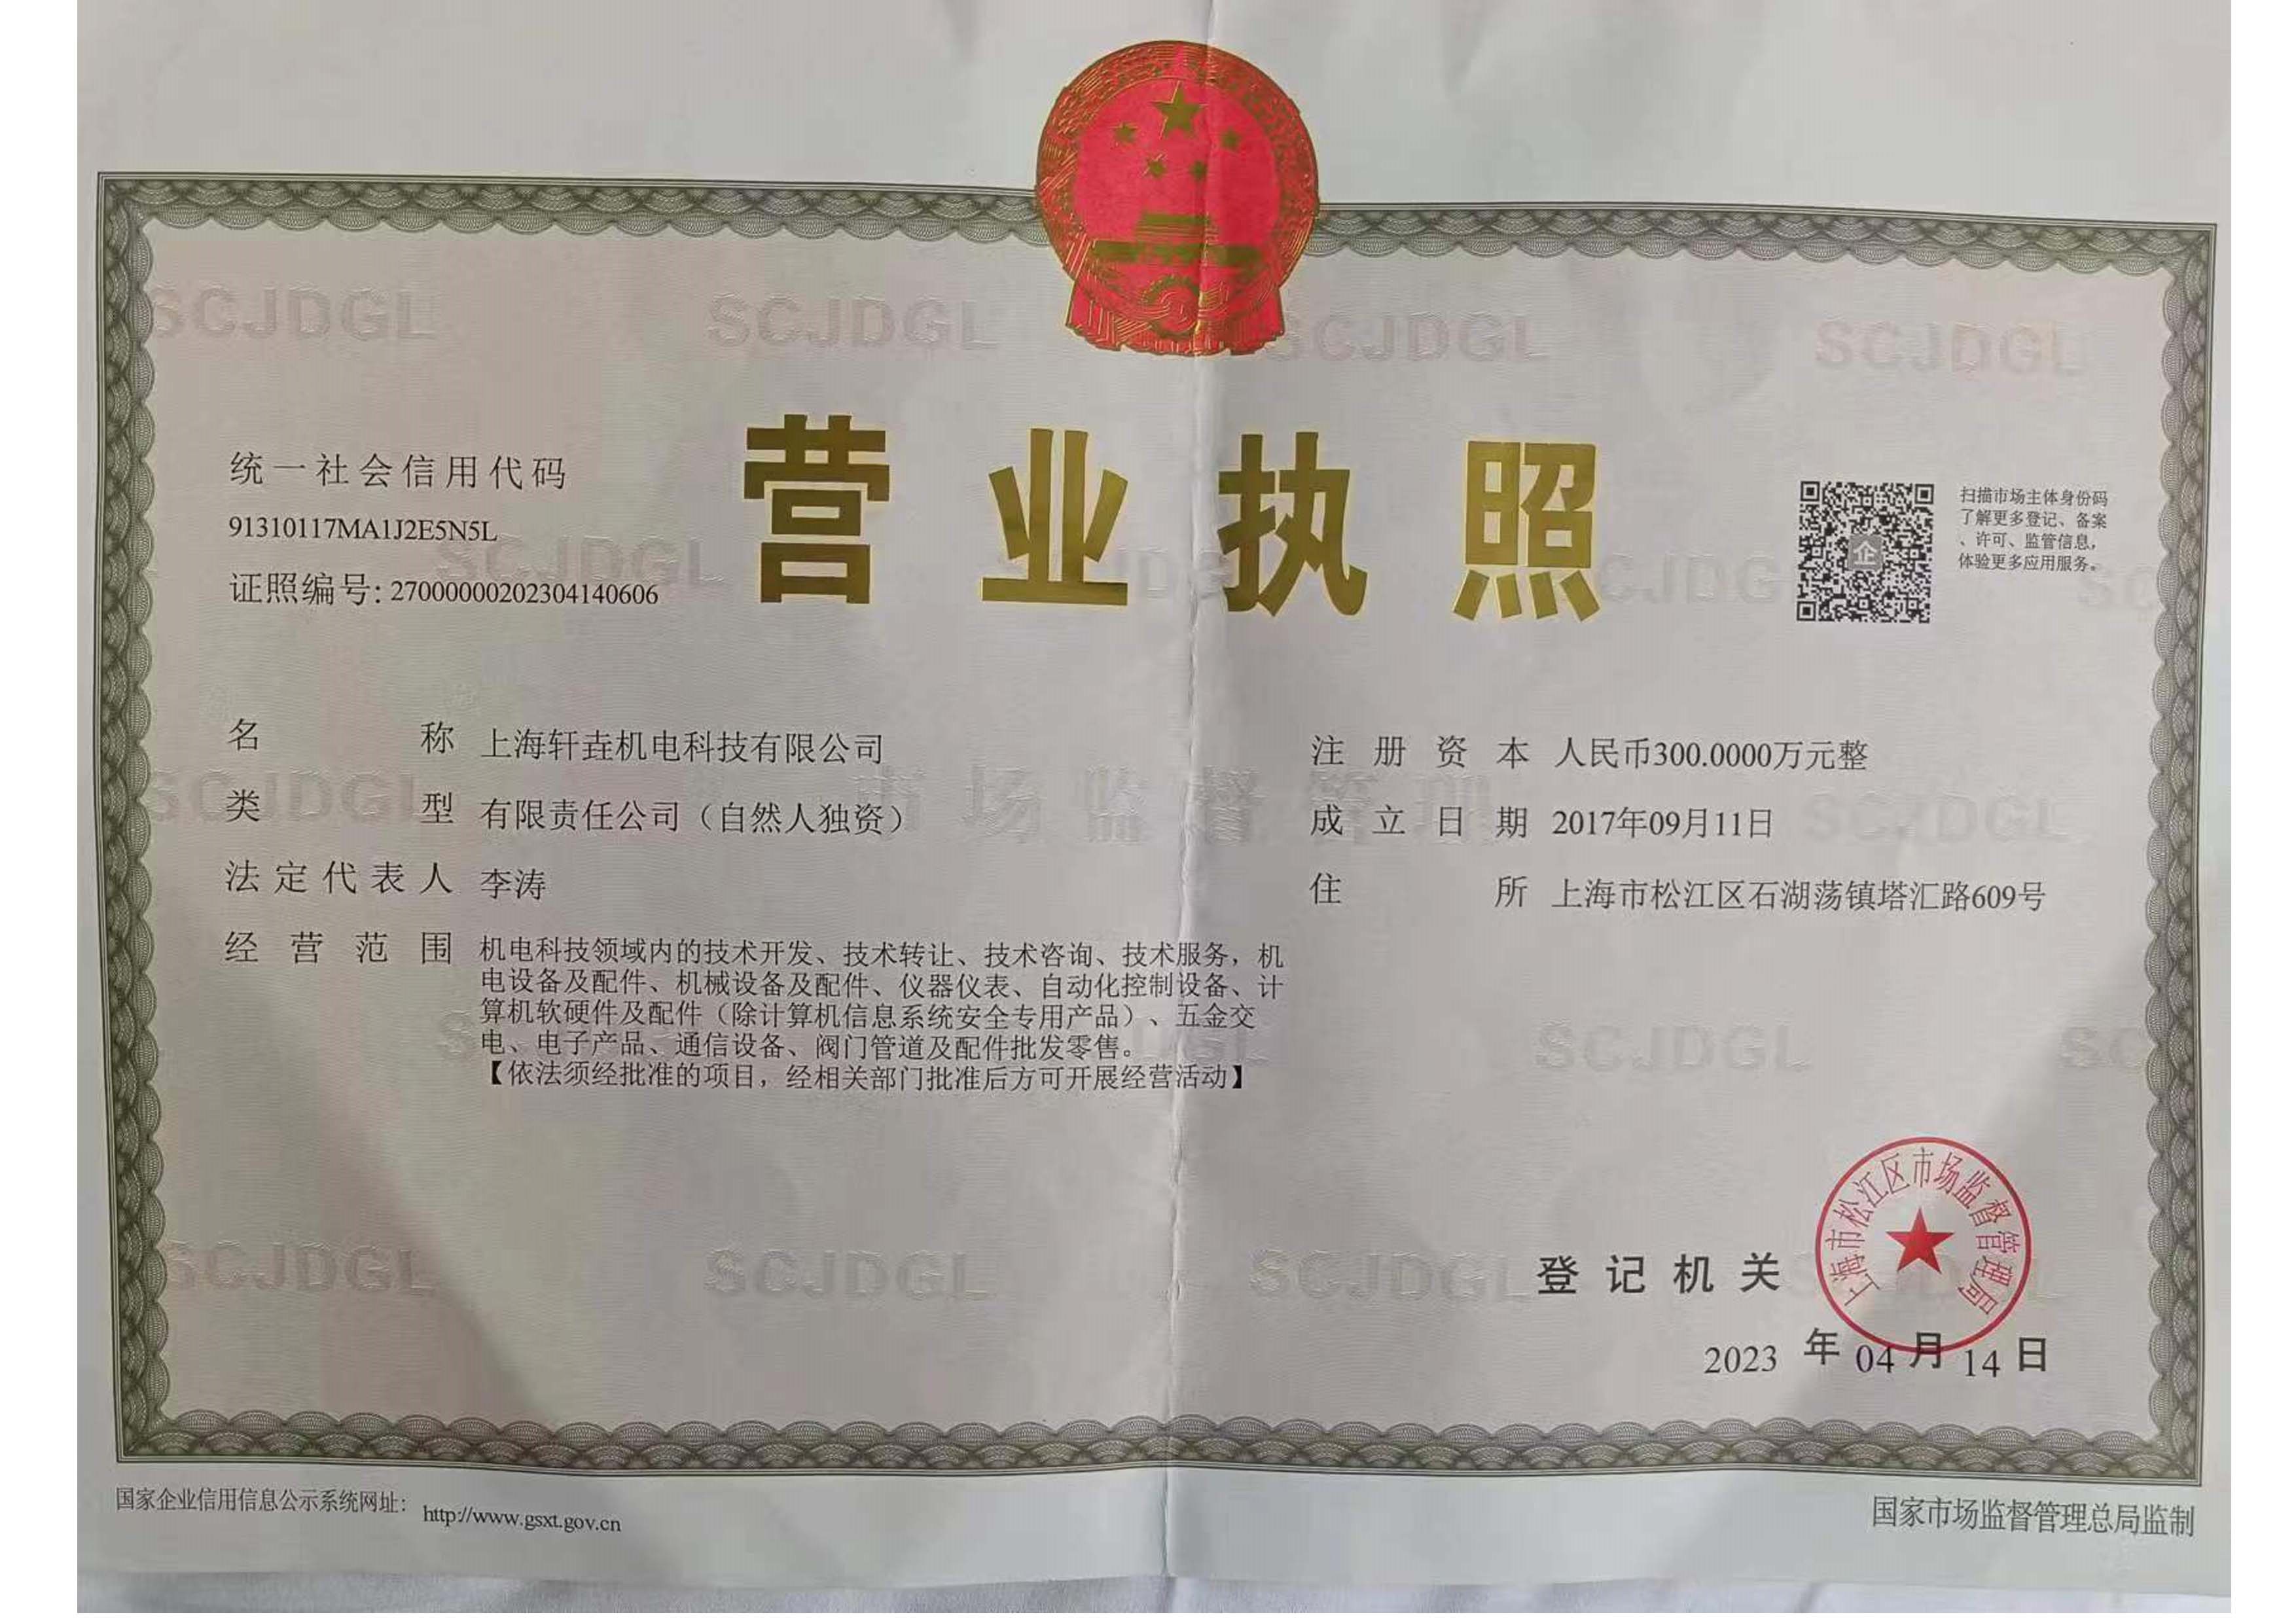 营业执照
统一社会信用代码
91310117MA1J2E5N5L
证照编号: 27000000202304140606
扫描市场主体身份码
了解更多登记、备案
、许可、监管信息,
体验更多应用服务。
企
名称 上海轩垚机电科技有限公司
类型 有限责任公司（自然人独资）
法定代表人 李涛
经营范围 机电科技领域内的技术开发、技术转让、技术咨询、技术服务，机
电设备及配件、机械设备及配件、仪器仪表、自动化控制设备、计
算机软硬件及配件（除计算机信息系统安全专用产品）、五金交
电、电子产品、通信设备、阀门管道及配件批发零售。
【依法须经批准的项目，经相关部门批准后方可开展经营活动】
注册资本 人民币300.0000万元整
成立日期 2017年09月11日
住所 上海市松江区石湖荡镇塔汇路609号
登记机关
上海市松江区市场监督管理局
2023 年 04 月 14 日
国家企业信用信息公示系统网址： http://www.gsxt.gov.cn
国家市场监督管理总局监制
SCJDGL
市场监督管理